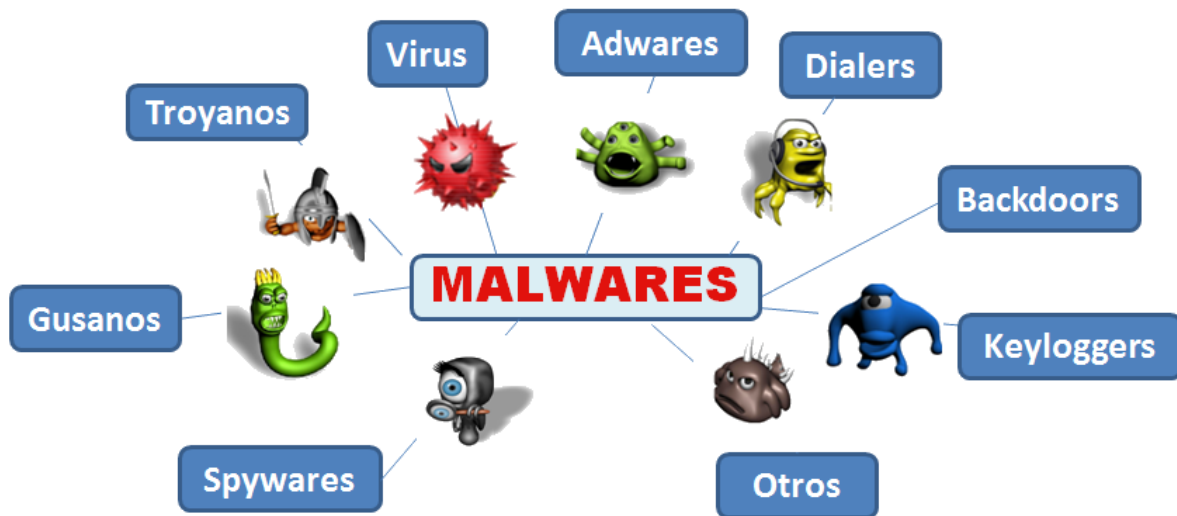 Virus
Adwares
Dialers
Troyanos
Backdoors
MALWARES
Gusanos
Keyloggers
Spywares
Otros